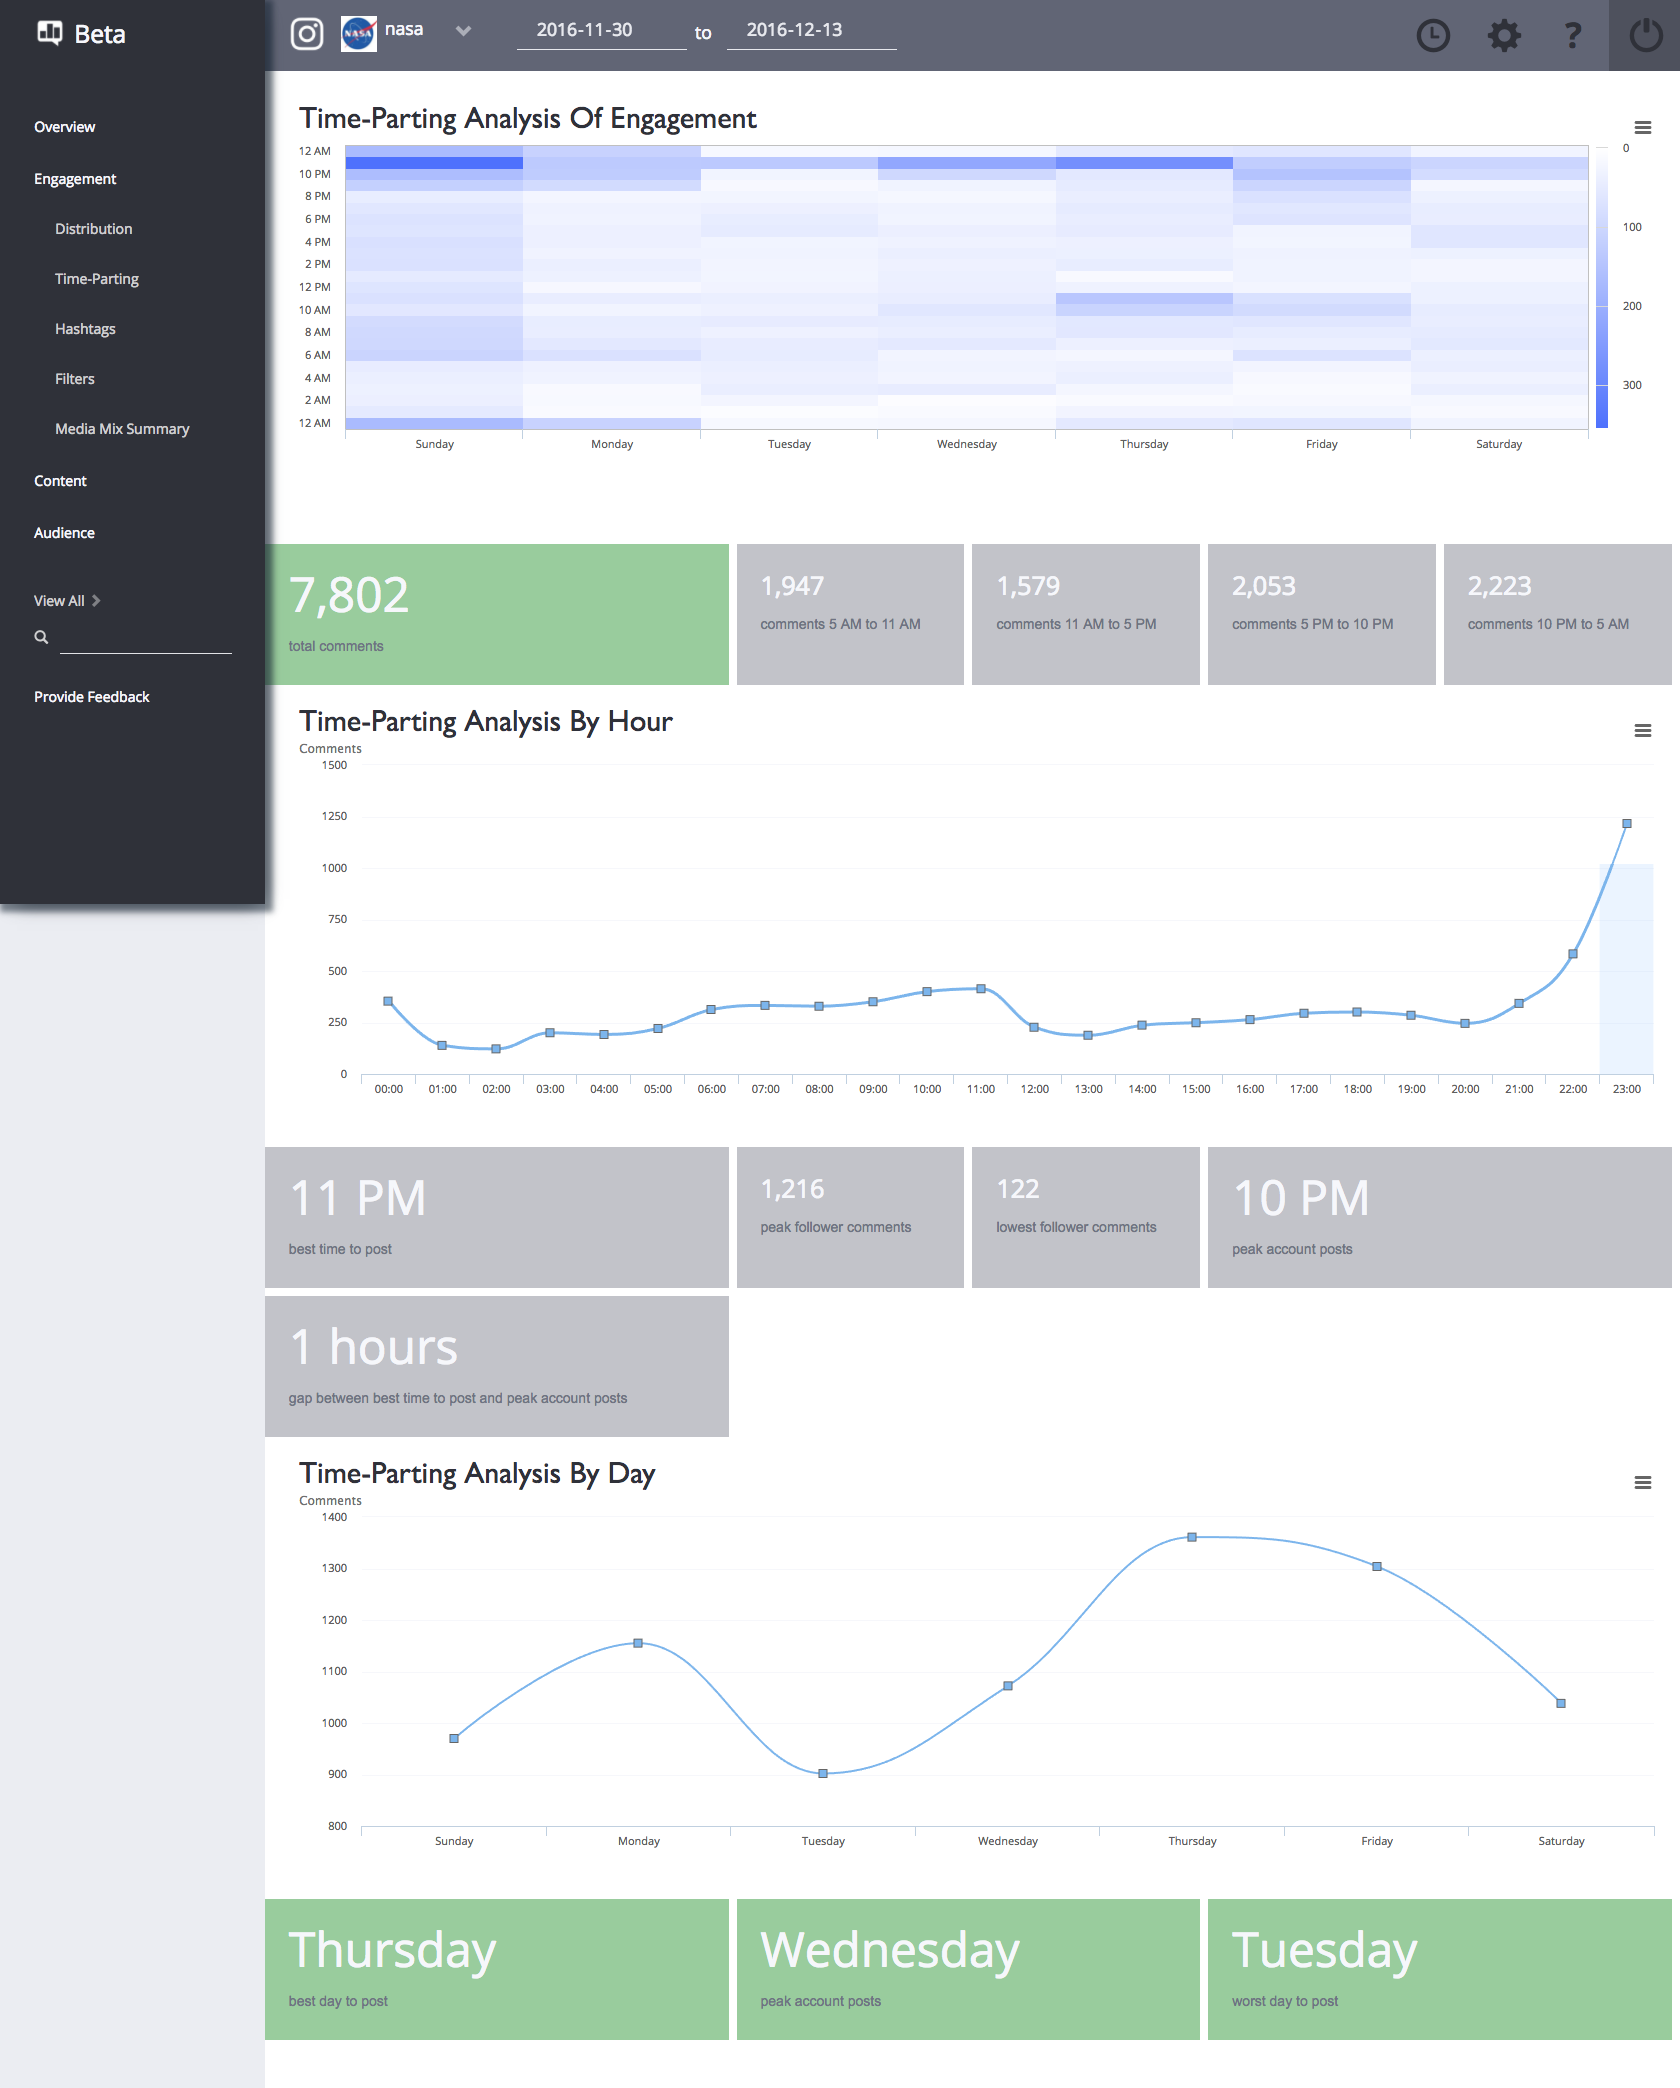 Beta
nasa
2016-11-30 to 2016-12-13
?
Overview
Engagement
Distribution
Time-Parting
Hashtags
Filters
Media Mix Summary
Content
Audience
View All
Provide Feedback
Time-Parting Analysis Of Engagement
12 AM
10 PM
8 PM
6 PM
4 PM
2 PM
12 PM
10 AM
8 AM
6 AM
4 AM
2 AM
12 AM
Sunday Monday Tuesday Wednesday Thursday Friday Saturday
0
100
200
300
7,802
total comments
1,947
comments 5 AM to 11 AM
1,579
comments 11 AM to 5 PM
2,053
comments 5 PM to 10 PM
2,223
comments 10 PM to 5 AM
Time-Parting Analysis By Hour
Comments
1500
1250
1000
750
500
250
0
00:00 01:00 02:00 03:00 04:00 05:00 06:00 07:00 08:00 09:00 10:00 11:00 12:00 13:00 14:00 15:00 16:00 17:00 18:00 19:00 20:00 21:00 22:00 23:00
11 PM
best time to post
1,216
peak follower comments
122
lowest follower comments
10 PM
peak account posts
1 hours
gap between best time to post and peak account posts
Time-Parting Analysis By Day
Comments
1400
1300
1200
1100
1000
900
800
Sunday Monday Tuesday Wednesday Thursday Friday Saturday
Thursday
best day to post
Wednesday
peak account posts
Tuesday
worst day to post